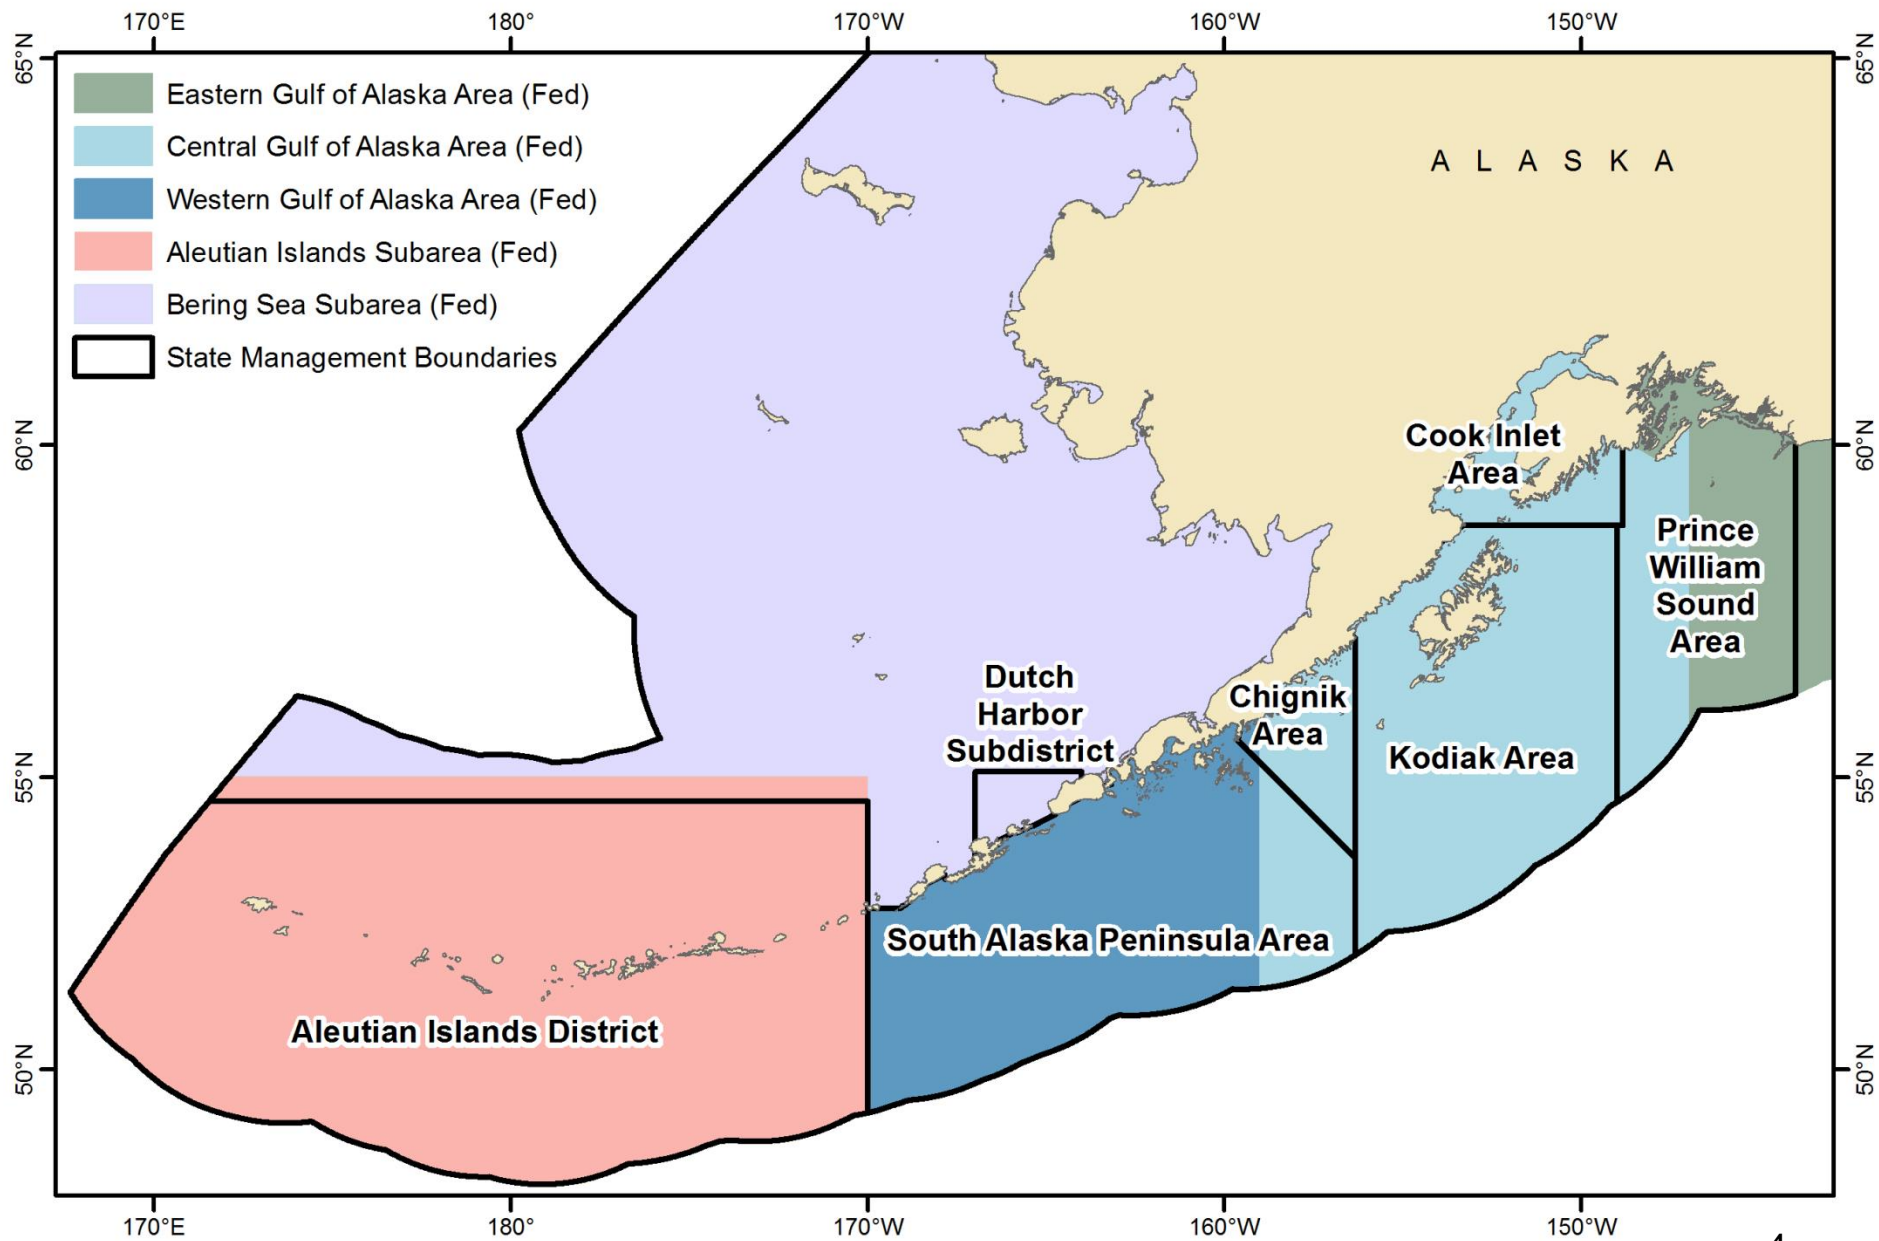 170°E 180° 170°W 160°W 150°W
65°N 65°N
Eastern Gulf of Alaska Area (Fed)
Central Gulf of Alaska Area (Fed)
Western Gulf of Alaska Area (Fed)
Aleutian Islands Subarea (Fed)
Bering Sea Subarea (Fed)
State Management Boundaries
ALASKA
60°N 60°N
Cook Inlet
Area
Prince
William
Sound
Area
Dutch
Harbor
Subdistrict
Chignik
Area
Kodiak Area
55°N 55°N
South Alaska Peninsula Area
Aleutian Islands District
50°N 50°N
170°E 180° 170°W 160°W 150°W